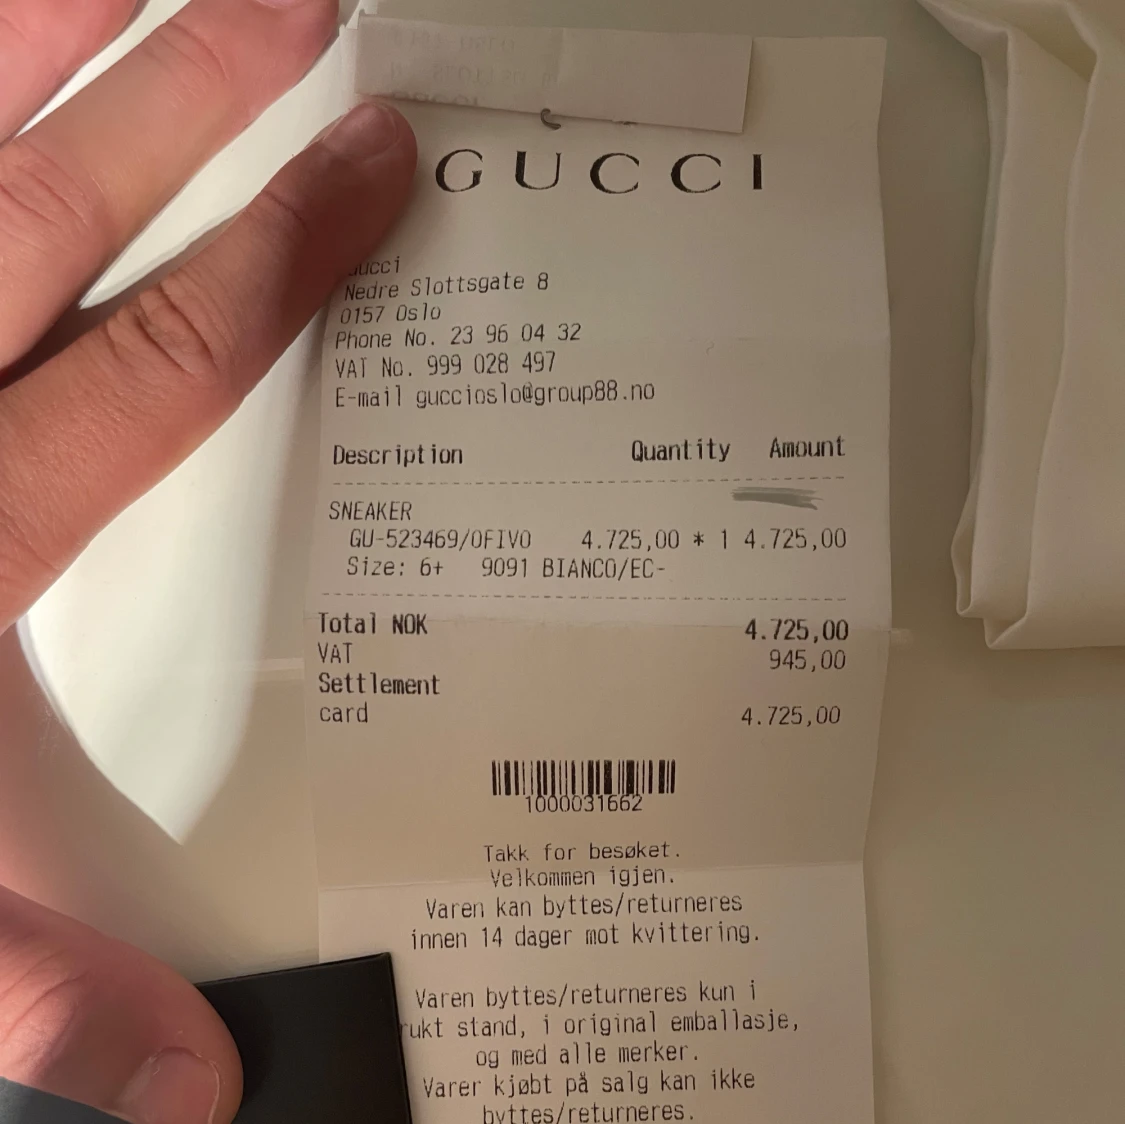 GUCCI
Gucci
Nedre Slottsgate 8
0157 Oslo
Phone No. 23 96 04 32
VAT No. 999 028 497
E-mail guccioslo@group88.no
Description Quantity Amount
SNEAKER
GU-523469/0FIV0 4.725,00 * 1 4.725,00
Size: 6+ 9091 BIANCO/EC-
Total NOK 4.725,00
VAT 945,00
Settlement
card 4.725,00
1000031662
Takk for besøket.
Velkommen igjen.
Varen kan byttes/returneres
innen 14 dager mot kvittering.
Varen byttes/returneres kun i
rukt stand, i original emballasje,
og med alle merker.
Varer kjøbt på salg kan ikke
byttes/returneres.